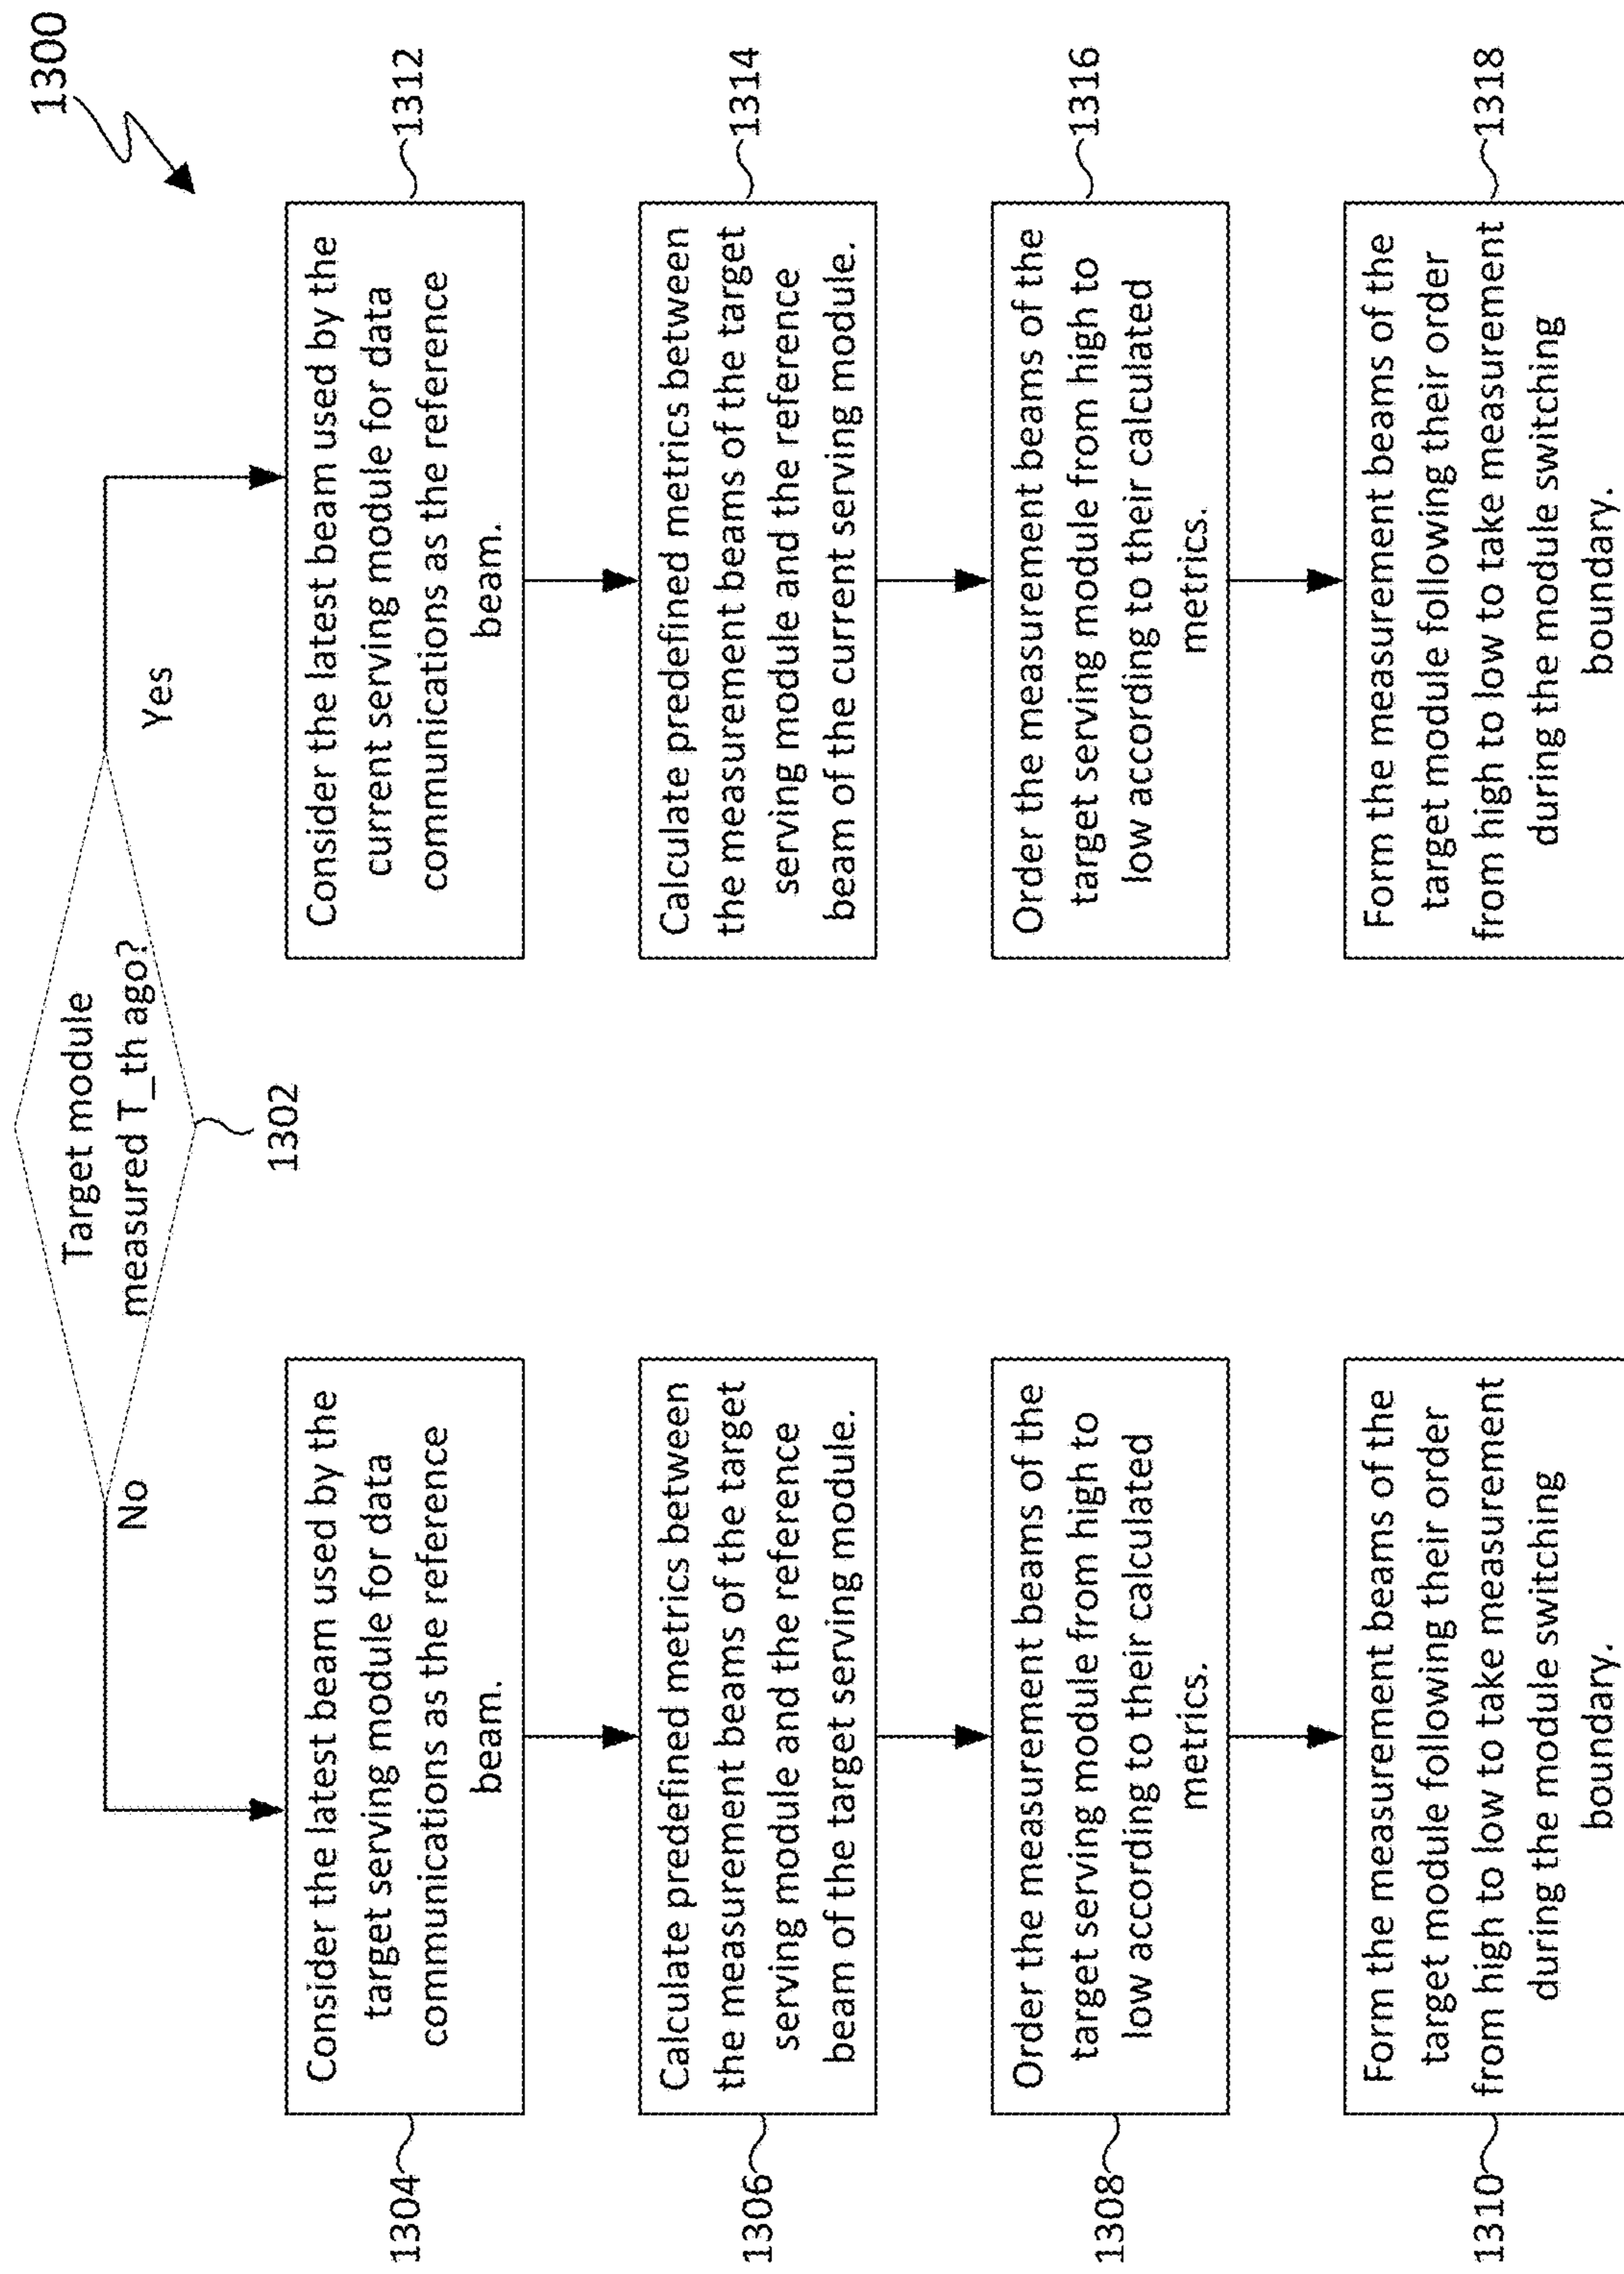 1300
Target module
measured T_th ago?
1302
No
Yes
1304
Consider the latest beam used by the
target serving module for data
communications as the reference
beam.
1306
Calculate predefined metrics between
the measurement beams of the target
serving module and the reference
beam of the target serving module.
1308
Order the measurement beams of the
target serving module from high to
low according to their calculated
metrics.
1310
Form the measurement beams of the
target module following their order
from high to low to take measurement
during the module switching
boundary.
1312
Consider the latest beam used by the
current serving module for data
communications as the reference
beam.
1314
Calculate predefined metrics between
the measurement beams of the target
serving module and the reference
beam of the current serving module.
1316
Order the measurement beams of the
target serving module from high to
low according to their calculated
metrics.
1318
Form the measurement beams of the
target module following their order
from high to low to take measurement
during the module switching
boundary.